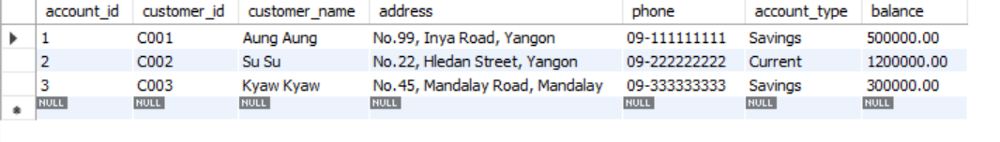 account_id customer_id customer_name address phone account_type balance
1 C001 Aung Aung No.99, Inya Road, Yangon 09-111111111 Savings 500000.00
2 C002 Su Su No.22, Hledan Street, Yangon 09-222222222 Current 1200000.00
3 C003 Kyaw Kyaw No.45, Mandalay Road, Mandalay 09-333333333 Savings 300000.00
NULL NULL NULL NULL NULL NULL NULL